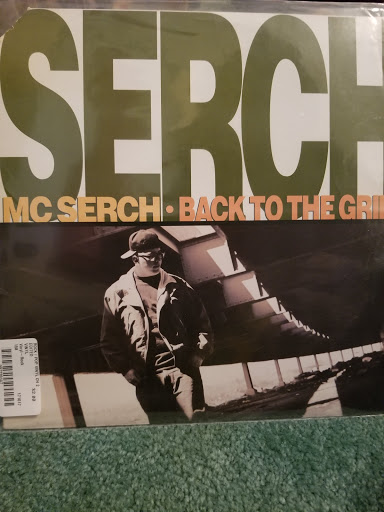 SERCH
MC SERCH • BACK TO THE GRI